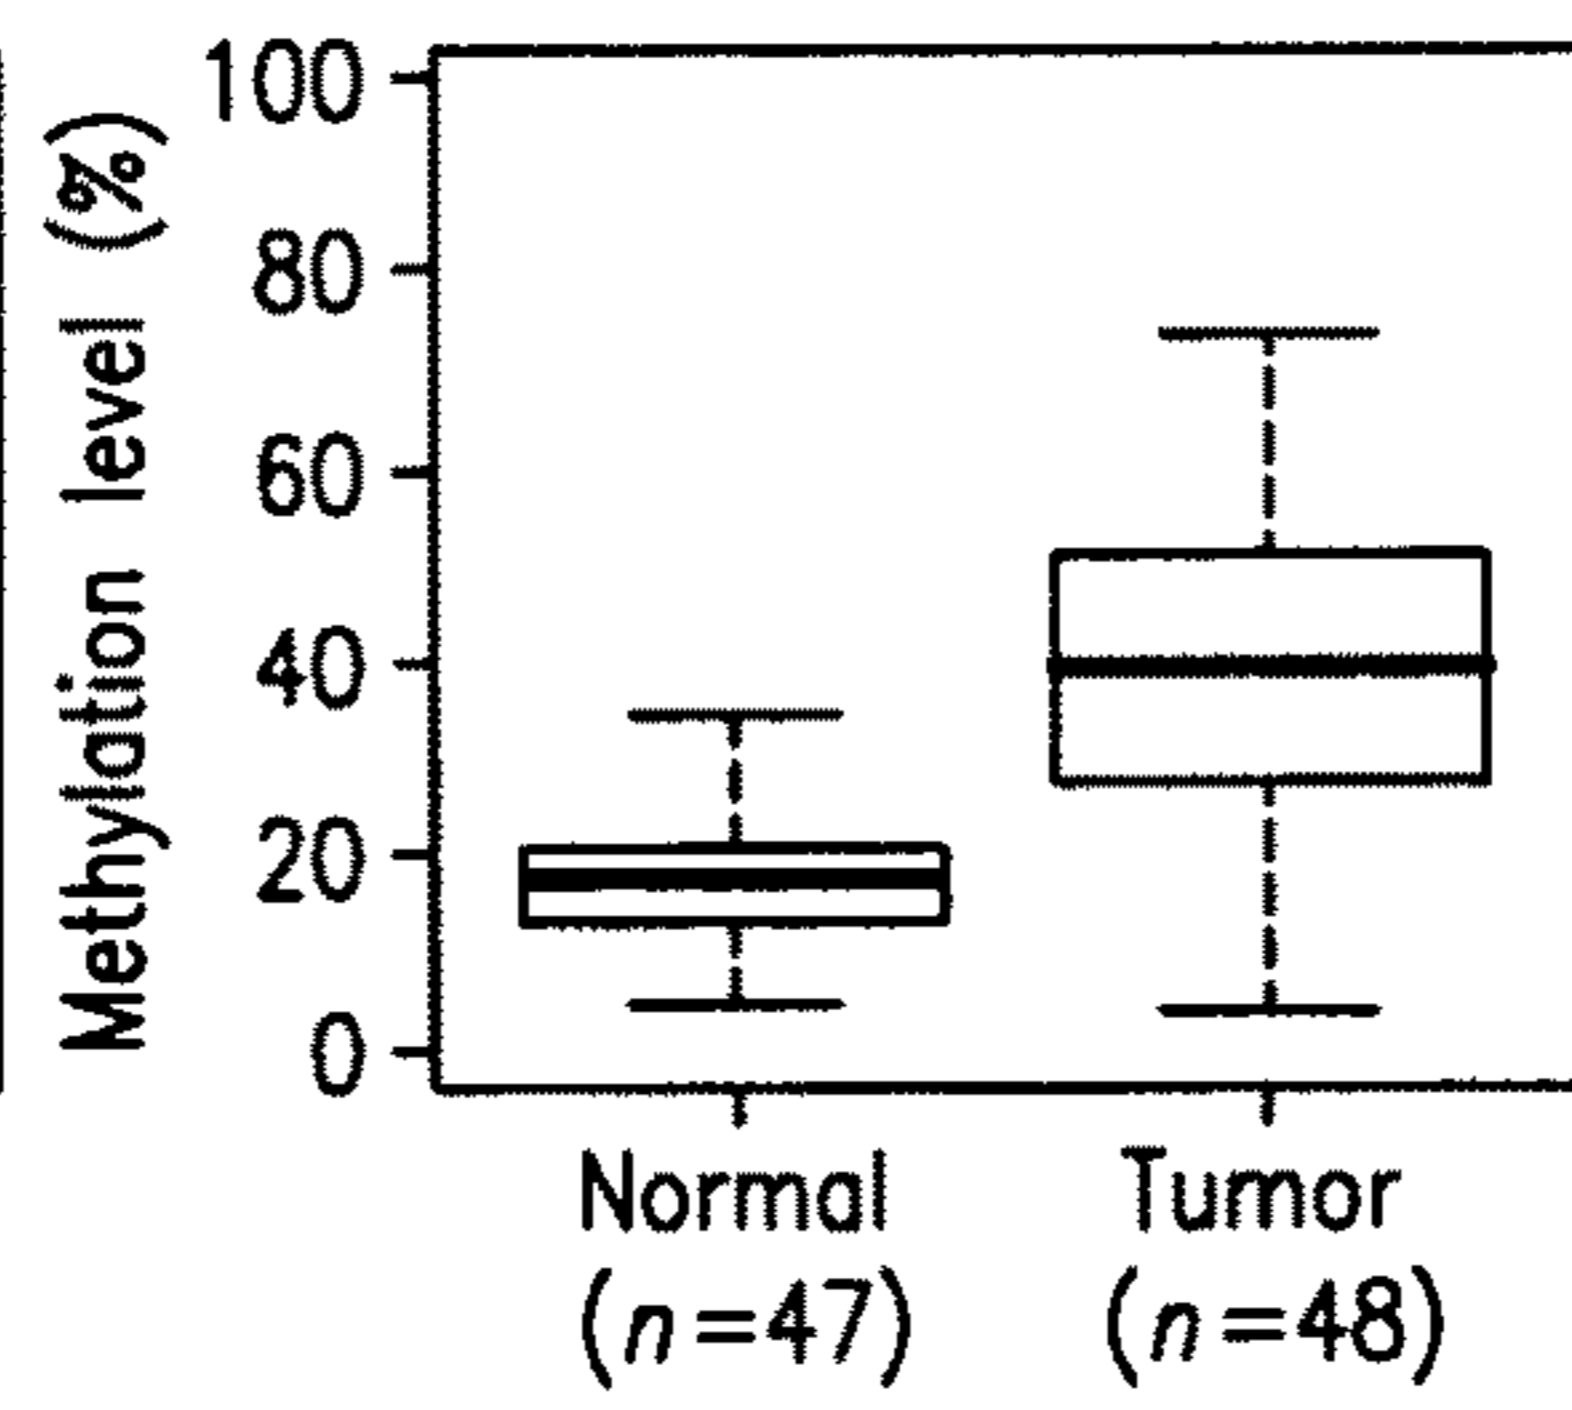 Methylation level (%)
100
80
60
40
20
0
Normal
(n=47)
Tumor
(n=48)